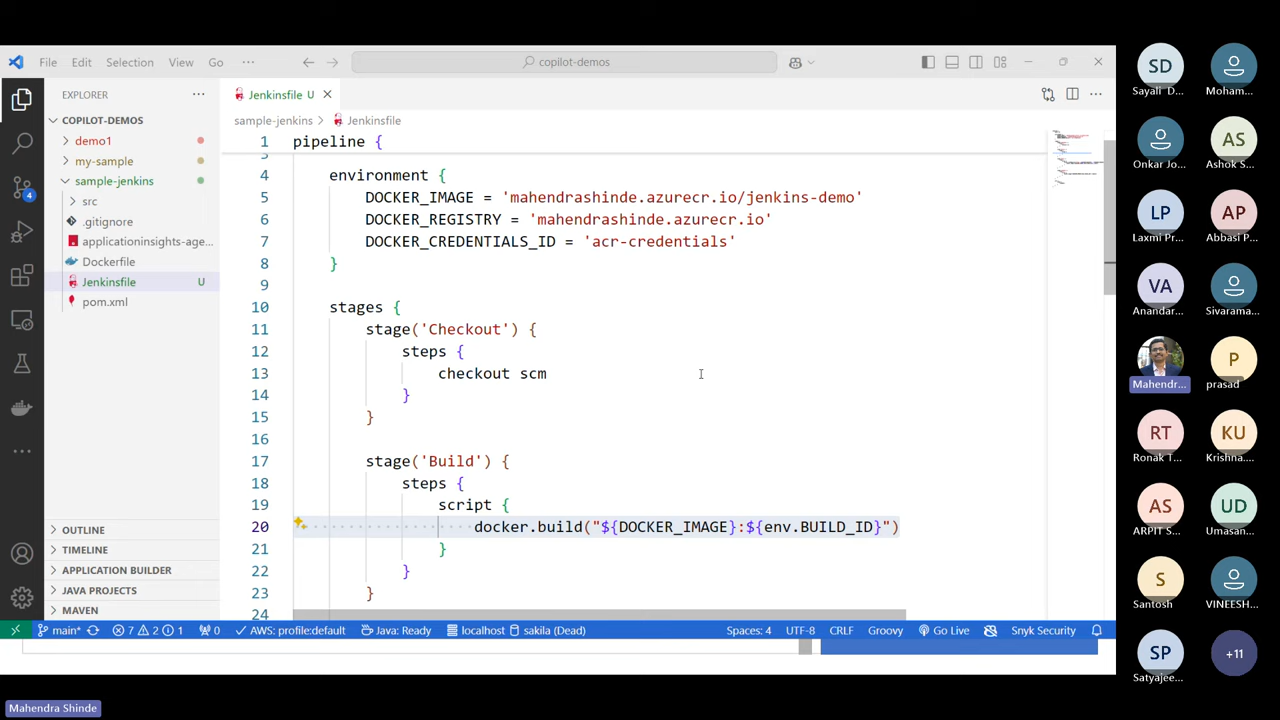 File Edit Selection View Go ··· copilot-demos
EXPLORER ···
COPILOT-DEMOS
demo1
my-sample
sample-jenkins
src
.gitignore
applicationinsights-age...
Dockerfile
Jenkinsfile U
pom.xml
OUTLINE
TIMELINE
APPLICATION BUILDER
JAVA PROJECTS
MAVEN
4
Jenkinsfile U
sample-jenkins > Jenkinsfile
1 pipeline {
4 environment {
5 DOCKER_IMAGE = 'mahendrashinde.azurecr.io/jenkins-demo'
6 DOCKER_REGISTRY = 'mahendrashinde.azurecr.io'
7 DOCKER_CREDENTIALS_ID = 'acr-credentials'
8 }
9
10 stages {
11 stage('Checkout') {
12 steps {
13 checkout scm
14 }
15 }
16
17 stage('Build') {
18 steps {
19 script {
20 docker.build("${DOCKER_IMAGE}:${env.BUILD_ID}")
21 }
22 }
23 }
24
main* 7 2 1 0 AWS: profile:default Java: Ready localhost sakila (Dead) Spaces: 4 UTF-8 CRLF Groovy Go Live Snyk Security
SD
Sayali D...
Moham...
Onkar Jo...
AS
Ashok S...
LP
Laxmi Pr...
AP
Abbasi P...
VA
Anandar...
Sivarama...
Mahendr...
P
prasad
RT
Ronak T...
KU
Krishna...
AS
ARPIT S...
UD
Umasan...
S
Santosh
VINEESH...
SP
Satyajee...
+11
Mahendra Shinde